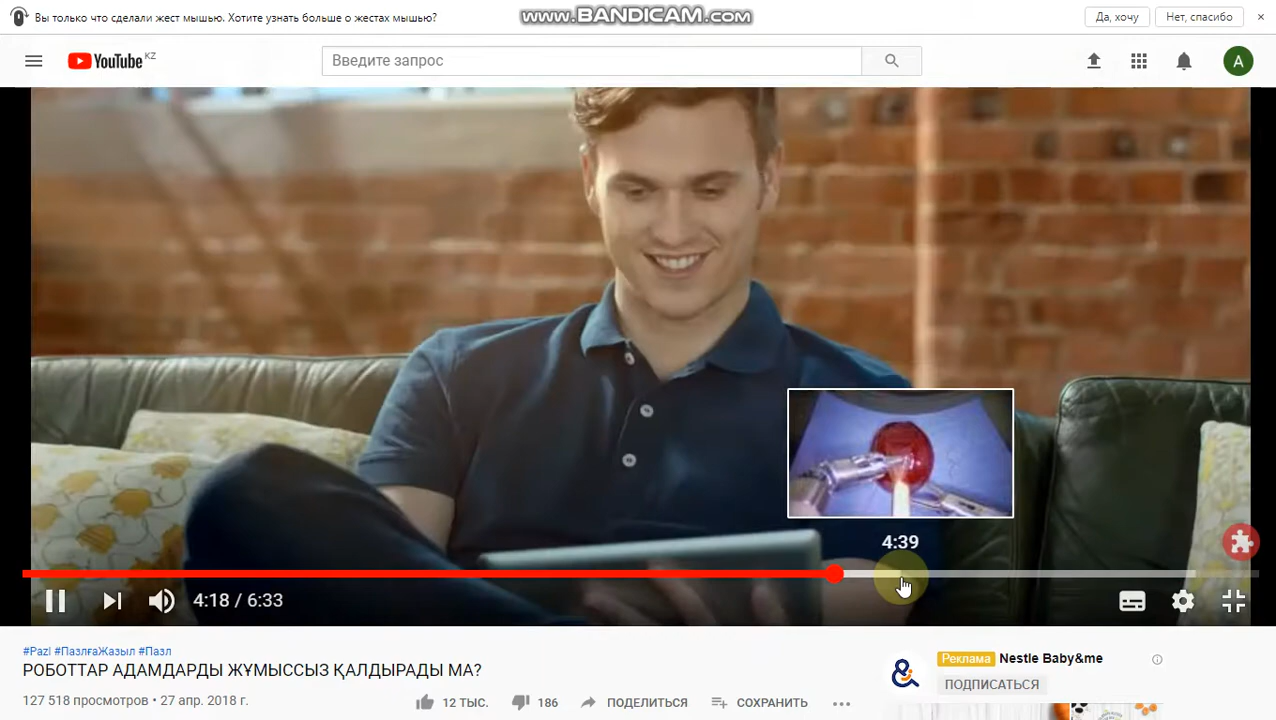 Вы только что сделали жест мышью. Хотите узнать больше о жестах мышью?
www.BANDICAM.com
Да, хочу
Нет, спасибо
YouTube KZ
Введите запрос
A
4:39
4:18 / 6:33
#Pazl #ПазлғаЖазыл #Пазл
РОБОТТАР АДАМДАРДЫ ЖҰМЫССЫЗ ҚАЛДЫРАДЫ МА?
127 518 просмотров • 27 апр. 2018 г.
12 ТЫС.
186
ПОДЕЛИТЬСЯ
СОХРАНИТЬ
Реклама Nestle Baby&me
ПОДПИСАТЬСЯ